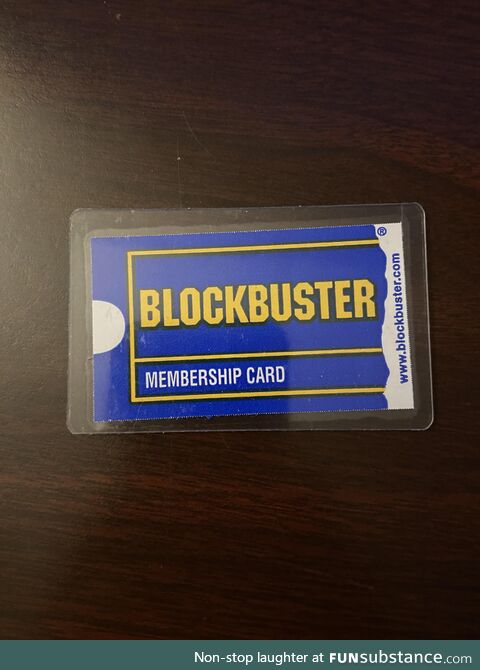 BLOCKBUSTER®
MEMBERSHIP CARD
www.blockbuster.com
Non-stop laughter at FUNsubstance.com